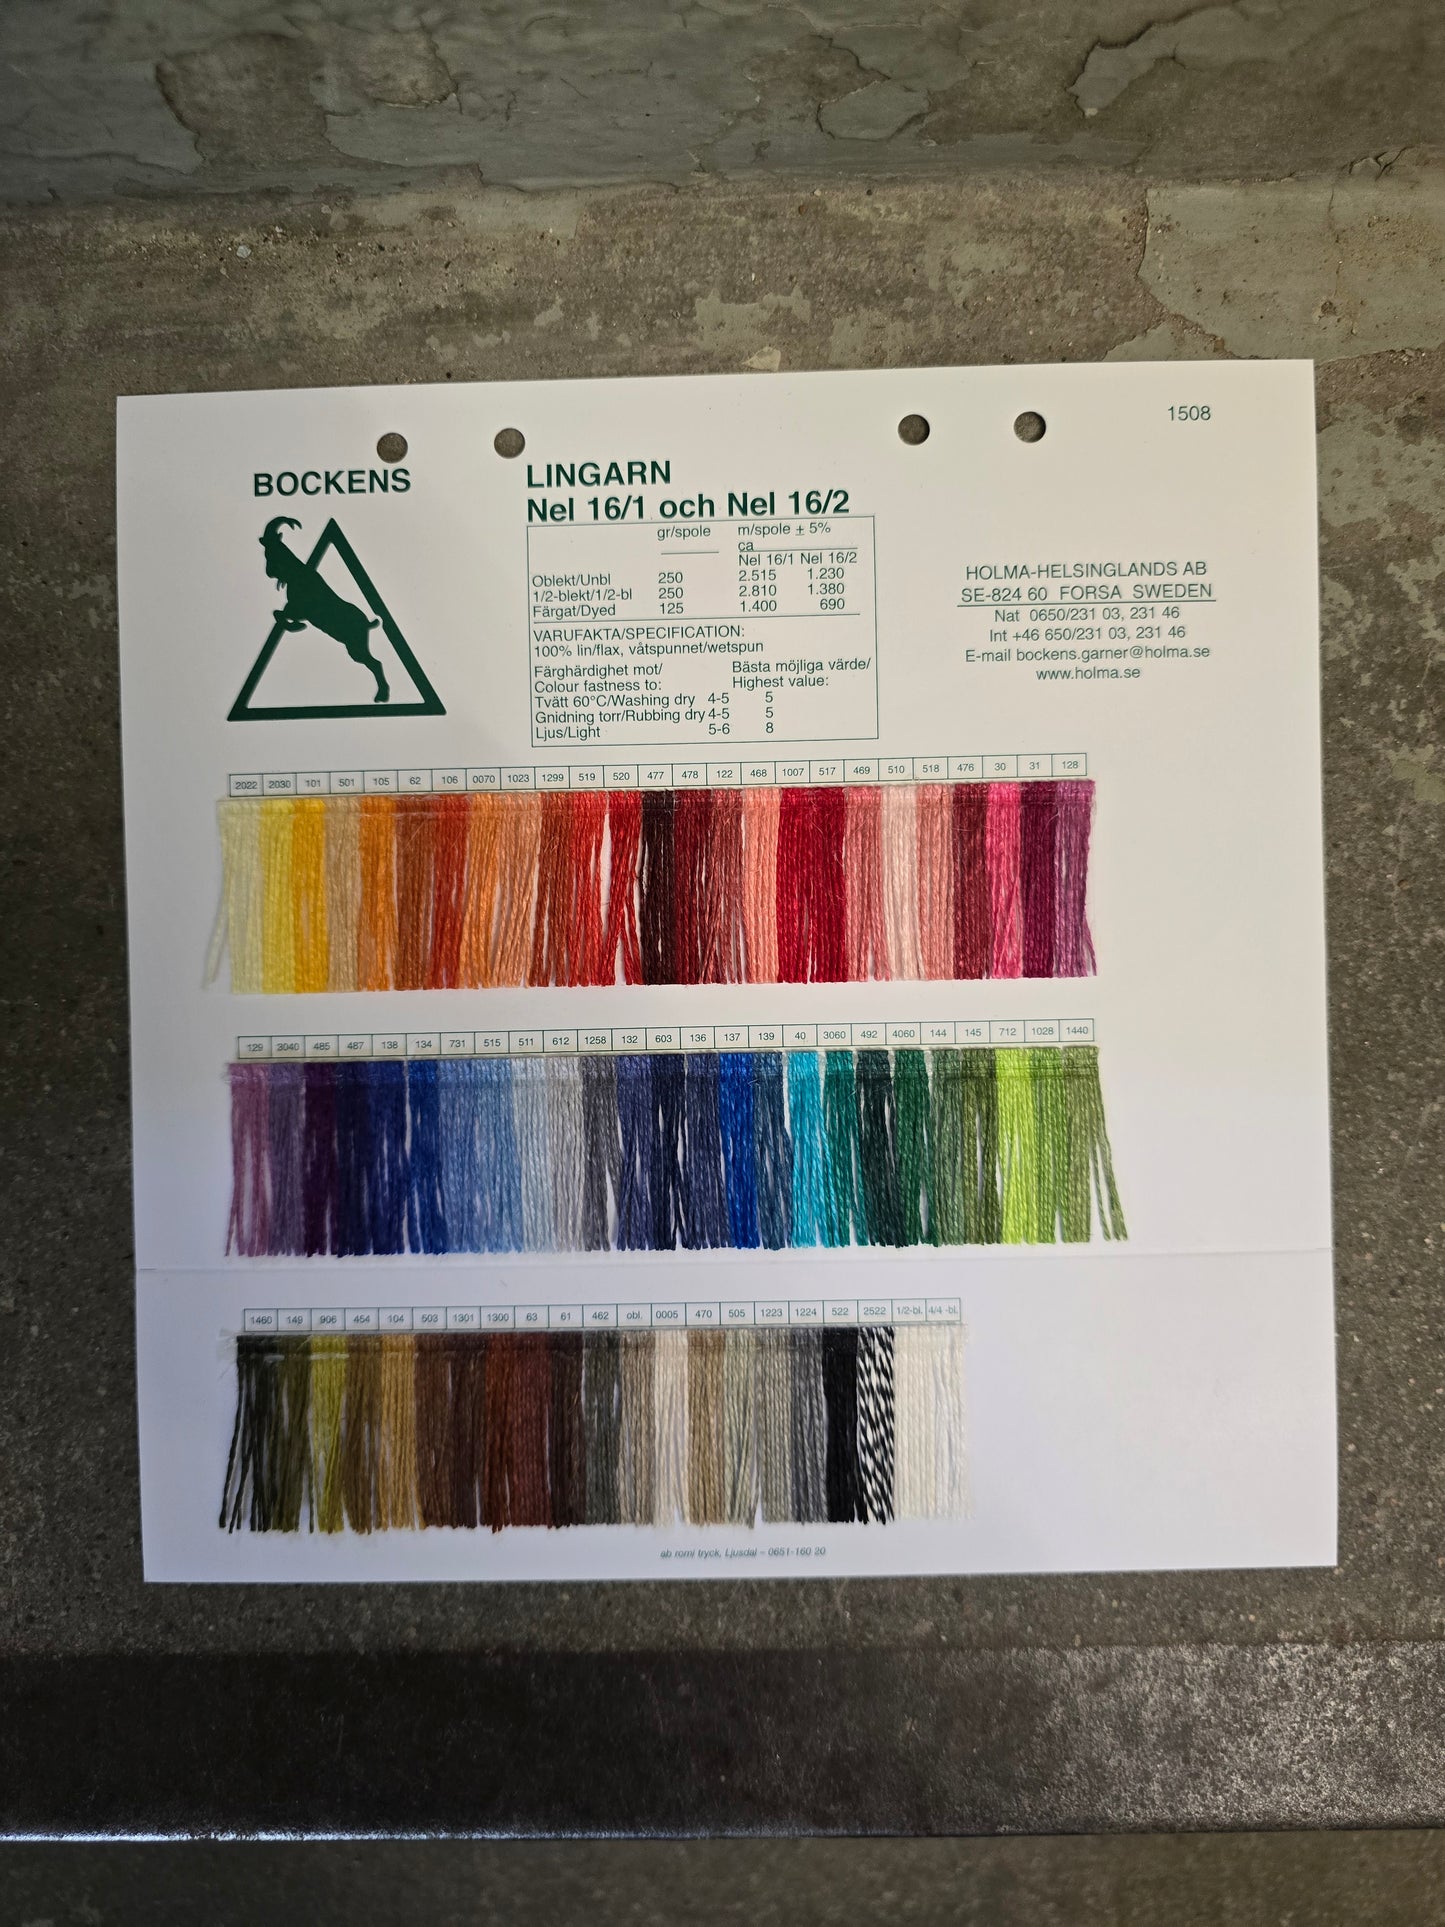 1508
BOCKENS
LINGARN
Nel 16/1 och Nel 16/2
gr/spole m/spole ± 5%
ca
Nel 16/1 Nel 16/2
Oblekt/Unbl 250 2.515 1.230
1/2-blekt/1/2-bl 250 2.810 1.380
Färgat/Dyed 125 1.400 690
VARUFAKTA/SPECIFICATION:
100% lin/flax, våtspunnet/wetspun
Färghärdighet mot/ Bästa möjliga värde/
Colour fastness to: Highest value:
Tvätt 60°C/Washing dry 4-5 5
Gnidning torr/Rubbing dry 4-5 5
Ljus/Light 5-6 8
HOLMA-HELSINGLANDS AB
SE-824 60 FORSA SWEDEN
Nat 0650/231 03, 231 46
Int +46 650/231 03, 231 46
E-mail bockens.garner@holma.se
www.holma.se
2022 2030 101 501 105 62 106 0070 1023 1299 519 520 477 478 122 468 1007 517 469 510 518 476 30 31 128
129 3040 485 487 138 134 731 515 511 612 1258 132 603 136 137 139 40 3060 492 4060 144 145 712 1028 1440
1460 149 906 454 104 503 1301 1300 63 61 462 obl. 0005 470 505 1223 1224 522 2522 1/2-bl. 4/4 -bl.
ab romi tryck, Ljusdal – 0651-160 20